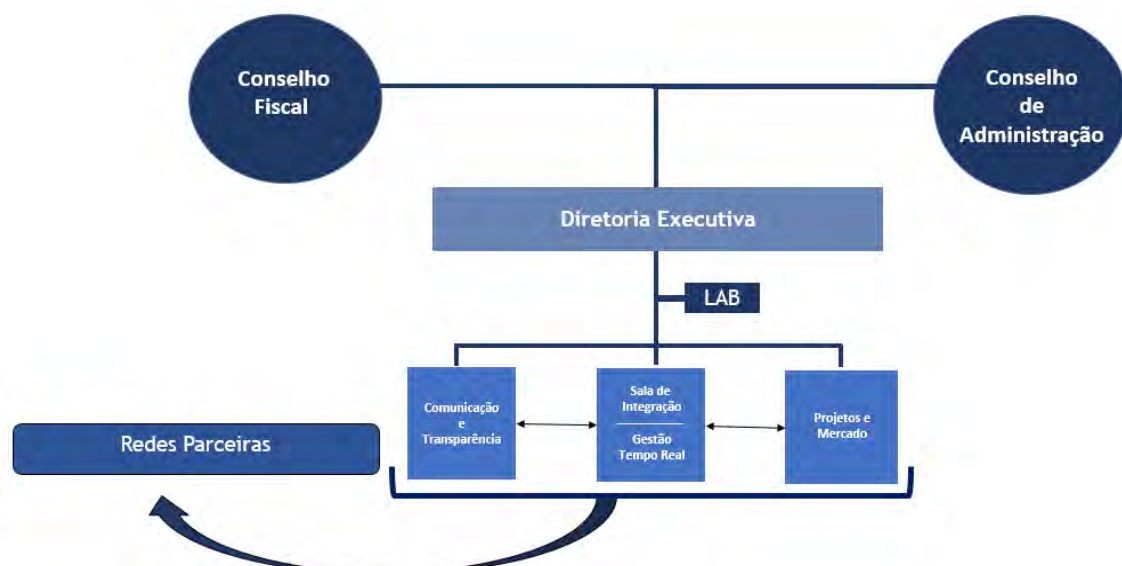 Conselho
Fiscal
Conselho
de
Administração
Diretoria Executiva
LAB
Comunicação
e
Transparência
Sala de
Integração
Gestão
Tempo Real
Projetos e
Mercado
Redes Parceiras